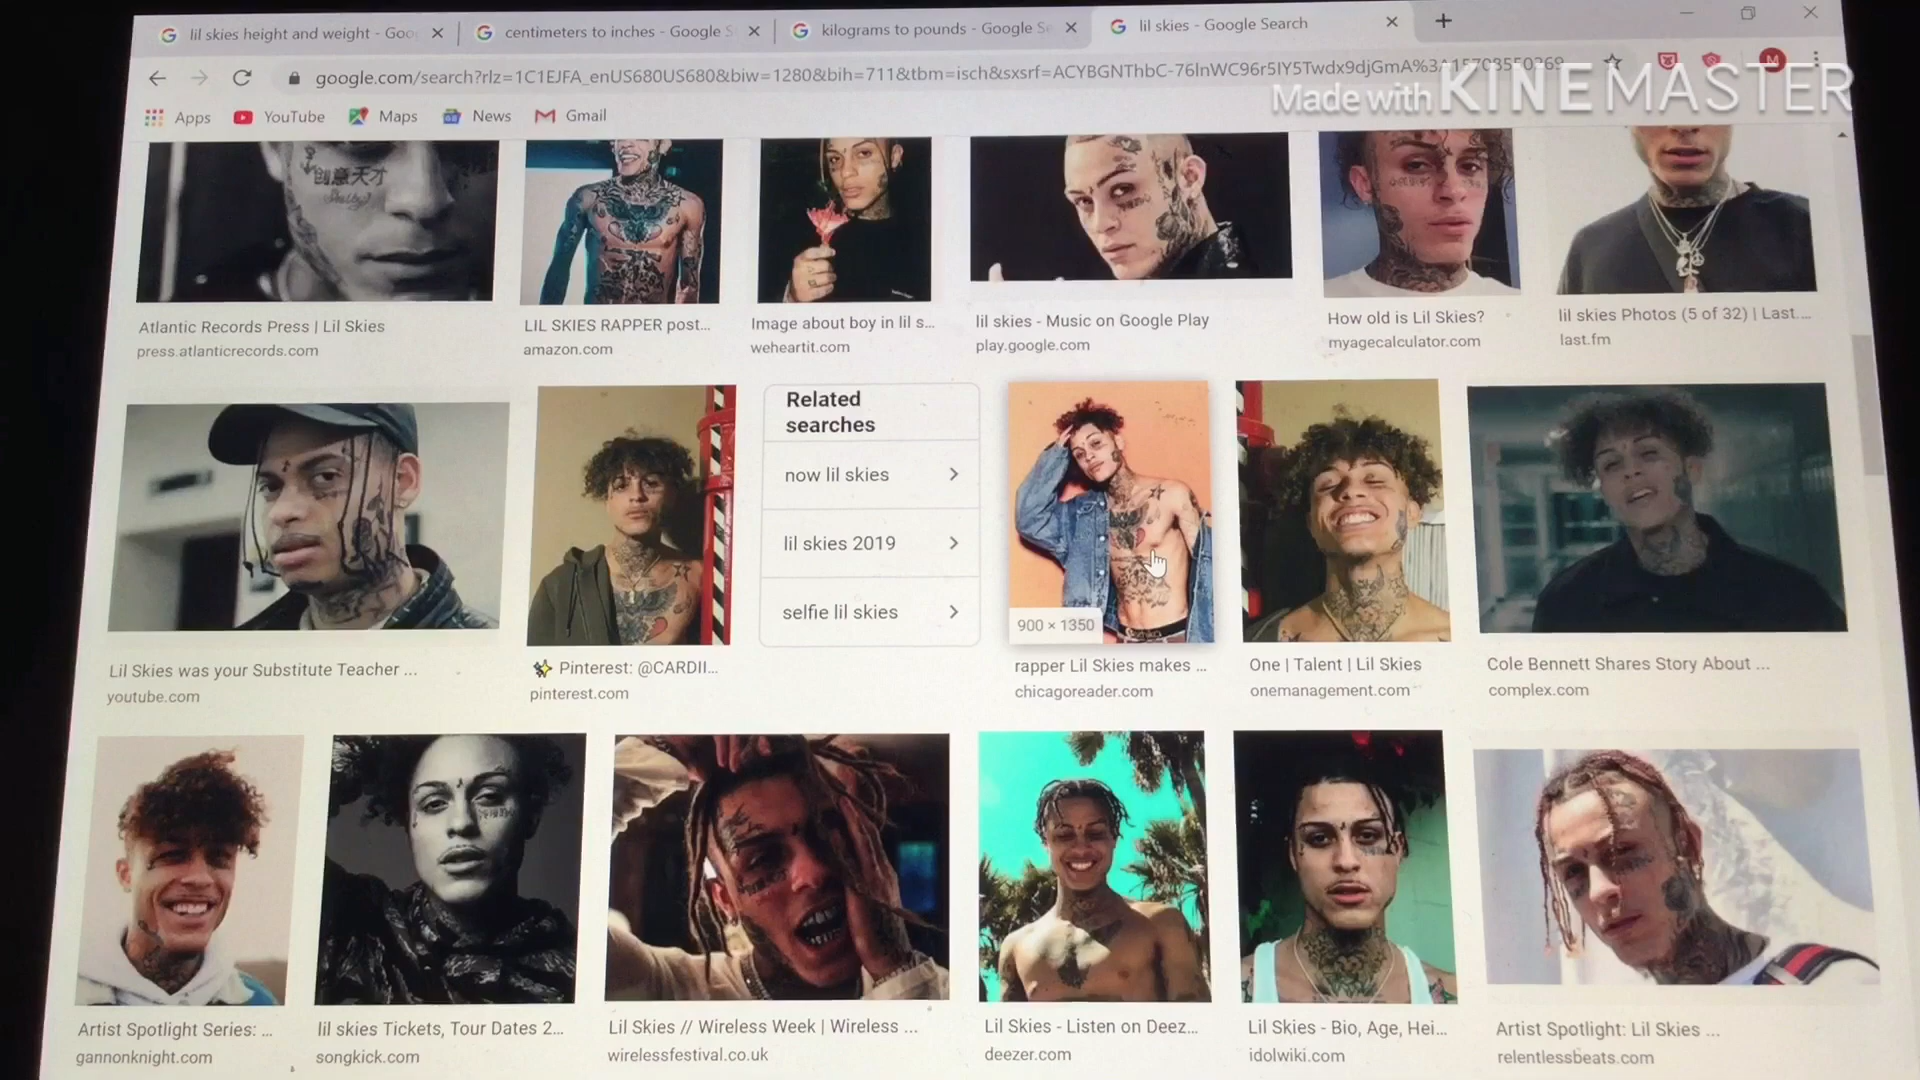 lil skies height and weight - Goo
centimeters to inches - Google S
kilograms to pounds - Google Se
lil skies - Google Search
google.com/search?rlz=1C1EJFA_enUS680US680&biw=1280&bih=711&tbm=isch&sxsrf=
Made with KINEMASTER
Apps
YouTube
Maps
News
Gmail
创意天才
Shelby
Atlantic Records Press | Lil Skies
press.atlanticrecords.com
LIL SKIES RAPPER post...
amazon.com
Image about boy in lil s...
weheartit.com
lil skies - Music on Google Play
play.google.com
How old is Lil Skies?
myagecalculator.com
lil skies Photos (5 of 32) | Last....
last.fm
Related
searches
now lil skies
lil skies 2019
selfie lil skies
900 × 1350
Lil Skies was your Substitute Teacher ...
youtube.com
✨ Pinterest: @CARDII...
pinterest.com
rapper Lil Skies makes ...
chicagoreader.com
One | Talent | Lil Skies
onemanagement.com
Cole Bennett Shares Story About ...
complex.com
Artist Spotlight Series: ...
gannonknight.com
lil skies Tickets, Tour Dates 2...
songkick.com
Lil Skies // Wireless Week | Wireless ...
wirelessfestival.co.uk
Lil Skies - Listen on Deez...
deezer.com
Lil Skies - Bio, Age, Hei...
idolwiki.com
Artist Spotlight: Lil Skies ...
relentlessbeats.com